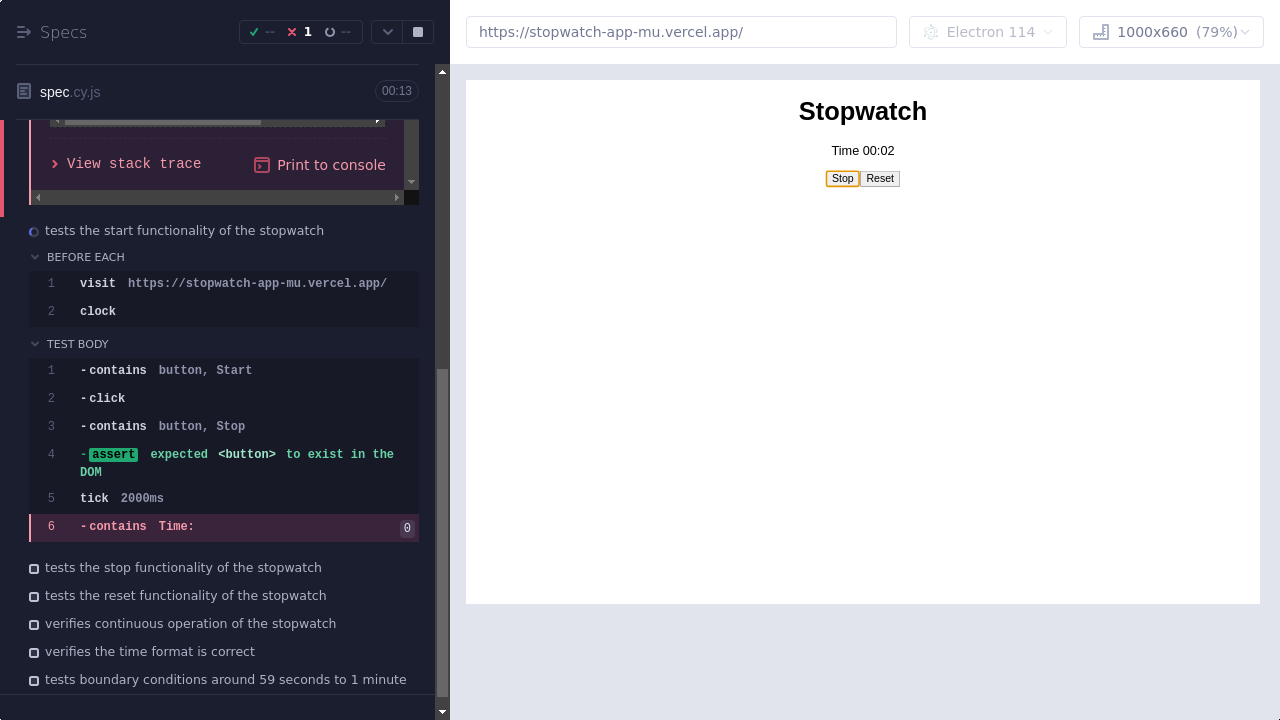 Specs
-- 1 --
spec.cy.js
00:13
View stack trace
Print to console
tests the start functionality of the stopwatch
BEFORE EACH
1 visit https://stopwatch-app-mu.vercel.app/
2 clock
TEST BODY
1 -contains button, Start
2 -click
3 -contains button, Stop
4 -assert expected <button> to exist in the
DOM
5 tick 2000ms
6 -contains Time: 0
tests the stop functionality of the stopwatch
tests the reset functionality of the stopwatch
verifies continuous operation of the stopwatch
verifies the time format is correct
tests boundary conditions around 59 seconds to 1 minute
https://stopwatch-app-mu.vercel.app/
Electron 114
1000x660 (79%)
Stopwatch
Time 00:02
Stop Reset